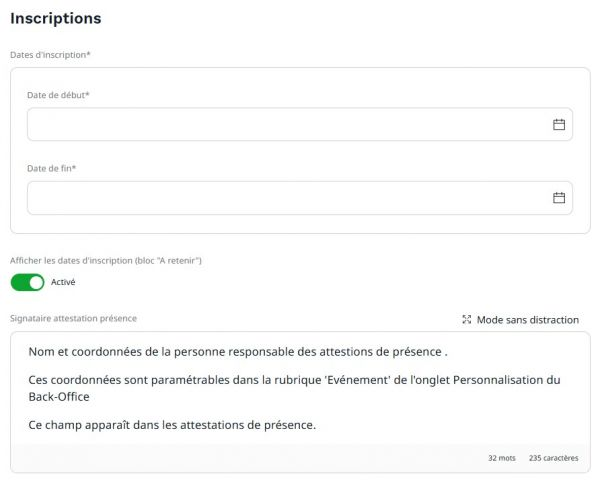 Inscriptions
Dates d'inscription*
Date de début*
Date de fin*
Afficher les dates d'inscription (bloc "A retenir")
Activé
Signataire attestation présence
Mode sans distraction
Nom et coordonnées de la personne responsable des attestions de présence .
Ces coordonnées sont paramétrables dans la rubrique 'Evénement' de l'onglet Personnalisation du
Back-Office
Ce champ apparaît dans les attestations de présence.
32 mots 235 caractères